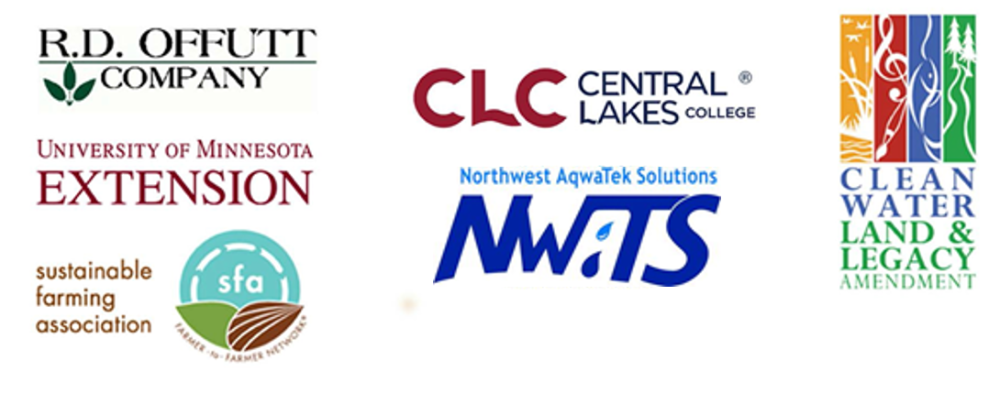 R.D. OFFUTT
COMPANY
UNIVERSITY OF MINNESOTA
EXTENSION
sustainable
farming
association
sfa
FARMER -to- FARMER NETWORK
CLC CENTRAL ®
LAKES COLLEGE
Northwest AqwaTek Solutions
NWATS
CLEAN
WATER
LAND &
LEGACY
AMENDMENT